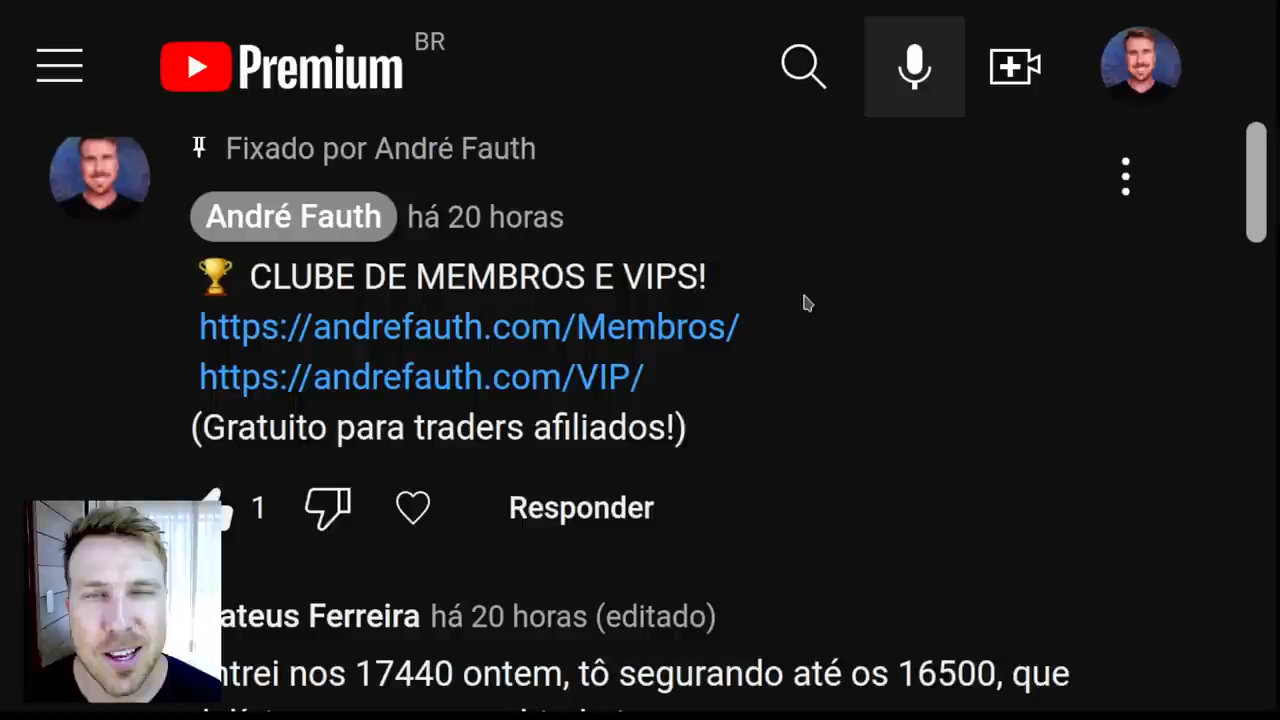 Premium BR
Fixado por André Fauth
André Fauth há 20 horas
🏆 CLUBE DE MEMBROS E VIPS!
https://andrefauth.com/Membros/
https://andrefauth.com/VIP/
(Gratuito para traders afiliados!)
1 Responder
ateus Ferreira há 20 horas (editado)
ntrei nos 17440 ontem, tô segurando até os 16500, que